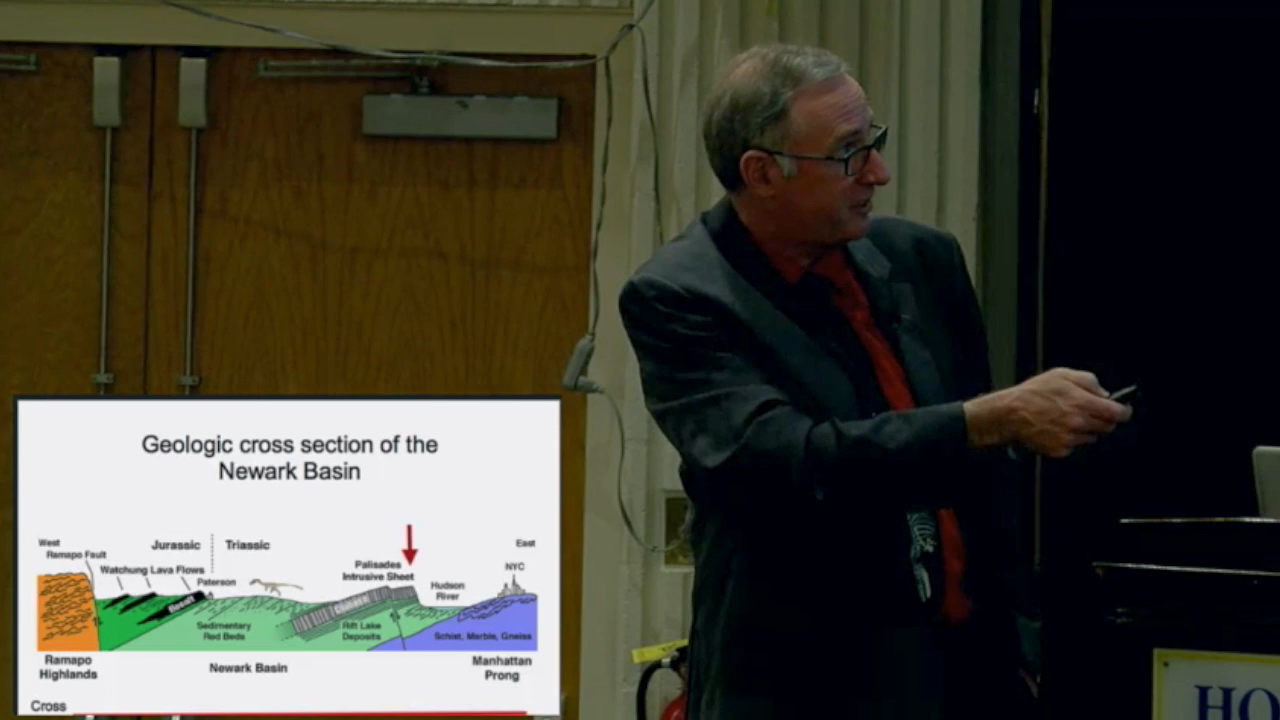 Geologic cross section of the
Newark Basin
West
East
Ramapo Fault
Jurassic
Triassic
Watchung Lava Flows
Paterson
Basalt
Palisades
Intrusive Sheet
Hudson
River
NYC
Sedimentary
Red Beds
Rift Lake
Deposits
Schist, Marble, Gneiss
Ramapo
Highlands
Newark Basin
Manhattan
Prong
Cross
HO